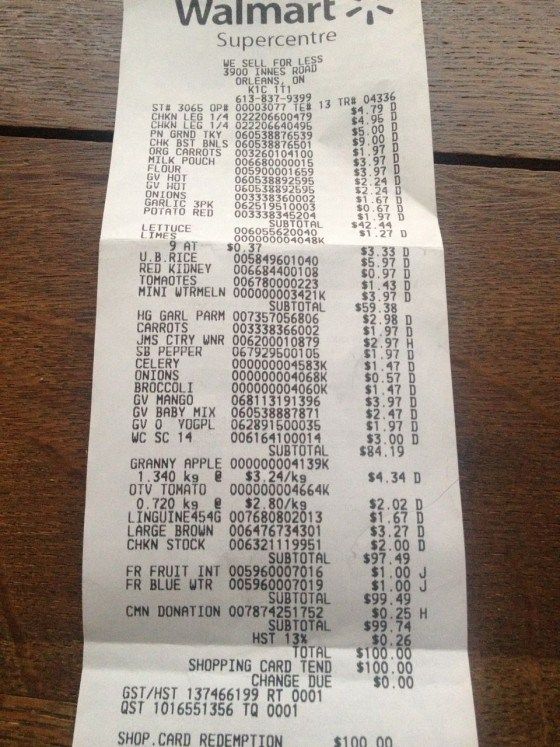 Walmart
Supercentre
WE SELL FOR LESS
3900 INNES ROAD
ORLEANS, ON
K1C 1T1
613-837-9399
ST# 3065 OP# 00003077 TE# 13 TR# 04336
CHKN LEG 1/4 022206600479 $4.79 D
CHKN LEG 1/4 022206640495 $4.95 D
PN GRND TKY 060538876539 $5.00 D
CHK BST BNLS 060538876501 $9.00 D
ORG CARROTS 003260104100 $1.97 D
MILK POUCH 006680000015 $3.97 D
FLOUR 005900001659 $3.97 D
GV HOT 060538892595 $2.24 D
GV HOT 060538892595 $2.24 D
ONIONS 003338360002 $1.67 D
GARLIC 3PK 062519510003 $0.67 D
POTATO RED 0033338345204 $1.97 D
SUBTOTAL $42.44
LETTUCE 006055620040 $1.27 D
LIMES 000000004048K
9 AT $0.37 $3.33 D
U.B.RICE 005849601040 $5.97 D
RED KIDNEY 006684400108 $0.97 D
TOMAOTES 006780000223 $1.43 D
MINI WTRMELN 000000003421K $3.97 D
SUBTOTAL $59.38
HG GARL PARM 007357056806 $2.98 D
CARROTS 003338366002 $1.97 D
JMS CTRY WNR 006200010879 $2.97 H
SB PEPPER 067929500105 $1.97 D
CELERY 000000004583K $1.47 D
ONIONS 000000004068K $0.57 D
BROCCOLI 000000004060K $1.47 D
GV MANGO 068113191396 $3.97 D
GV BABY MIX 060538887871 $2.47 D
GV O YOGPL 062891500035 $1.97 D
WC SC 14 006164100014 $3.00 D
SUBTOTAL $84.19
GRANNY APPLE 000000004139K
1.340 kg @ $3.24/kg $4.34 D
OTV TOMATO 000000004664K
0.720 kg @ $2.80/kg $2.02 D
LINGUINE454G 007680802013 $1.67 D
LARGE BROWN 006476734301 $3.27 D
CHKN STOCK 006321119951 $2.00 D
SUBTOTAL $97.49
FR FRUIT INT 005960007016 $1.00 J
FR BLUE WTR 005960007019 $1.00 J
SUBTOTAL $99.49
CMN DONATION 007874251752 $0.25 H
SUBTOTAL $99.74
HST 13% $0.26
TOTAL $100.00
SHOPPING CARD TEND $100.00
CHANGE DUE $0.00
GST/HST 137466199 RT 0001
QST 1016551356 TQ 0001
SHOP.CARD REDEMPTION $100.00